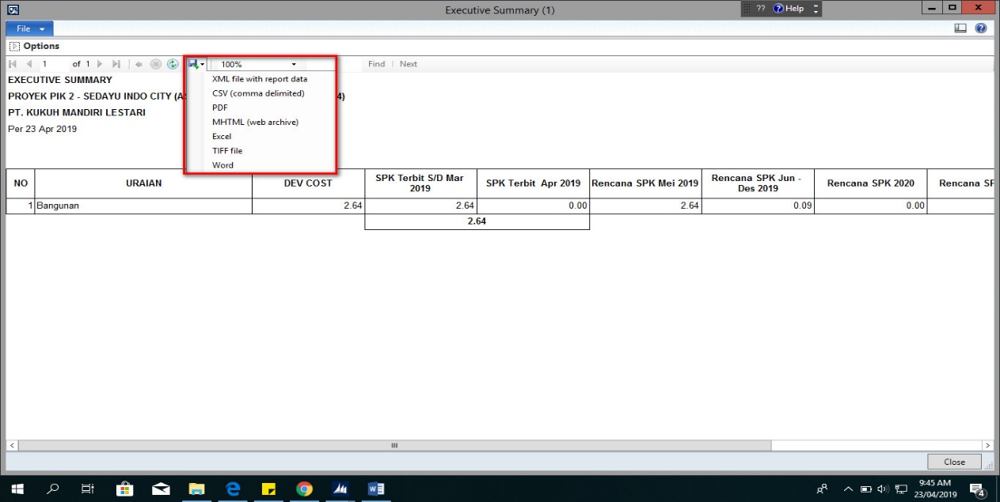 Executive Summary (1)
?? Help
File
Options
1 of 1 100% Find | Next
XML file with report data
CSV (comma delimited)
PDF
MHTML (web archive)
Excel
TIFF file
Word
EXECUTIVE SUMMARY
PROYEK PIK 2 - SEDAYU INDO CITY (A 4)
PT. KUKUH MANDIRI LESTARI
Per 23 Apr 2019
NO URAIAN DEV COST SPK Terbit S/D Mar 2019 SPK Terbit Apr 2019 Rencana SPK Mei 2019 Rencana SPK Jun - Des 2019 Rencana SPK 2020 Rencana SP
1 Bangunan 2.64 2.64 0.00 2.64 0.09 0.00
2.64
Close
9:45 AM
23/04/2019
4